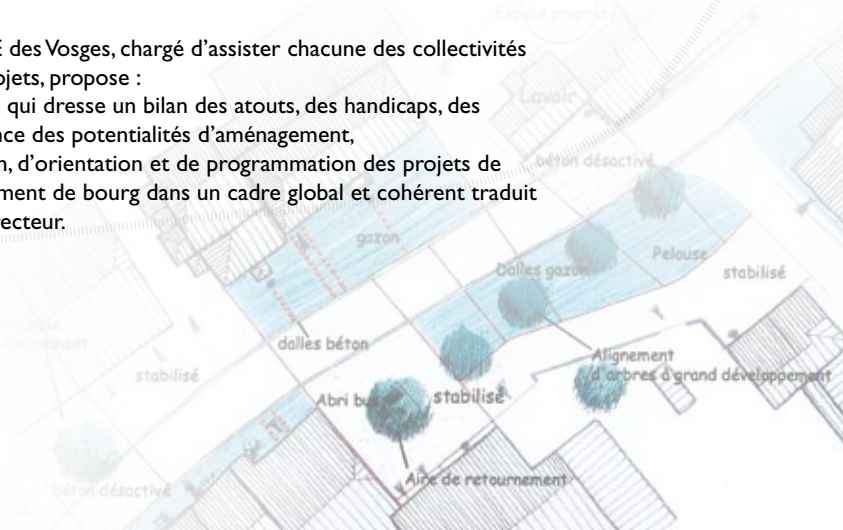 Espace propreté
des Vosges, chargé d’assister chacune des collectivités
ojets, propose :
qui dresse un bilan des atouts, des handicaps, des
nce des potentialités d’aménagement,
n, d’orientation et de programmation des projets de
ment de bourg dans un cadre global et cohérent traduit
recteur.
Lavoir
béton désactivé
gazon
Dalles gazon
Pelouse
stabilisé
dalles béton
stabilisé
Alignement
d'arbres à grand développement
Abri bus
stabilisé
Aire de retournement
béton désactivé